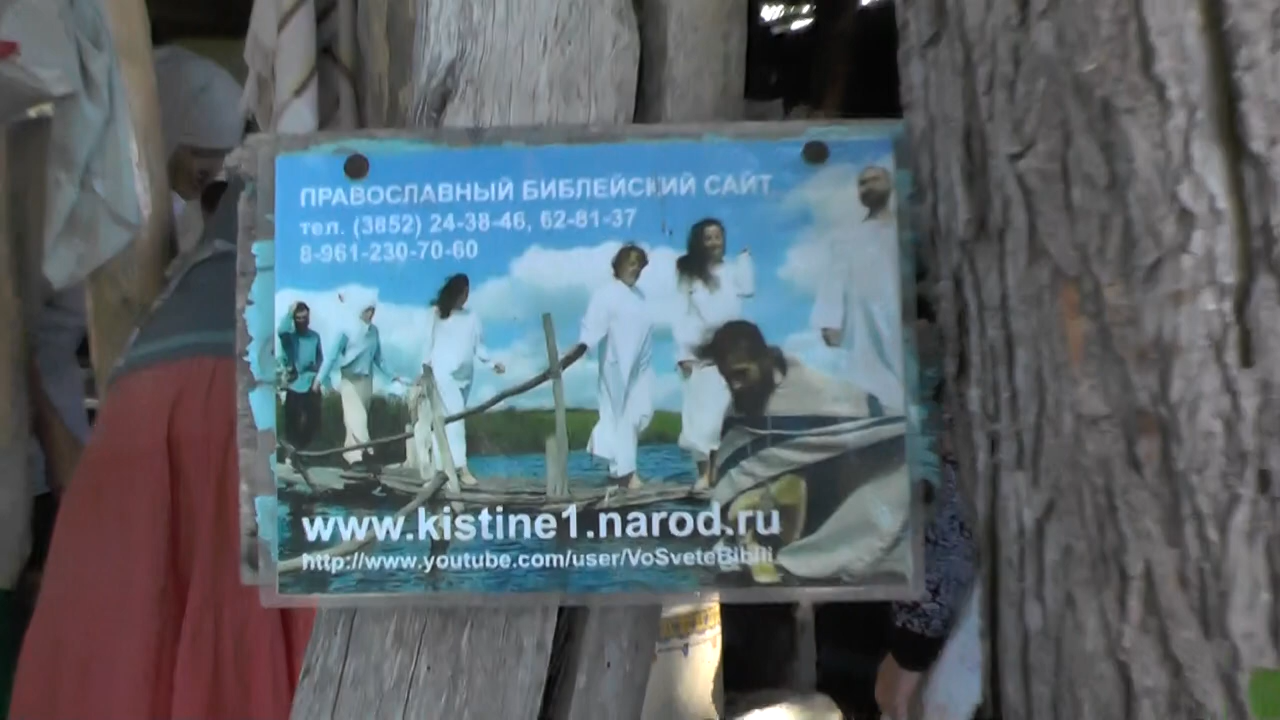 ПРАВОСЛАВНЫЙ БИБЛЕЙСКИЙ САЙТ
тел. (3852) 24-38-46, 62-81-37
8-961-230-70-60
www.kistine1.narod.ru
http://www.youtube.com/user/VoSveteBiblii